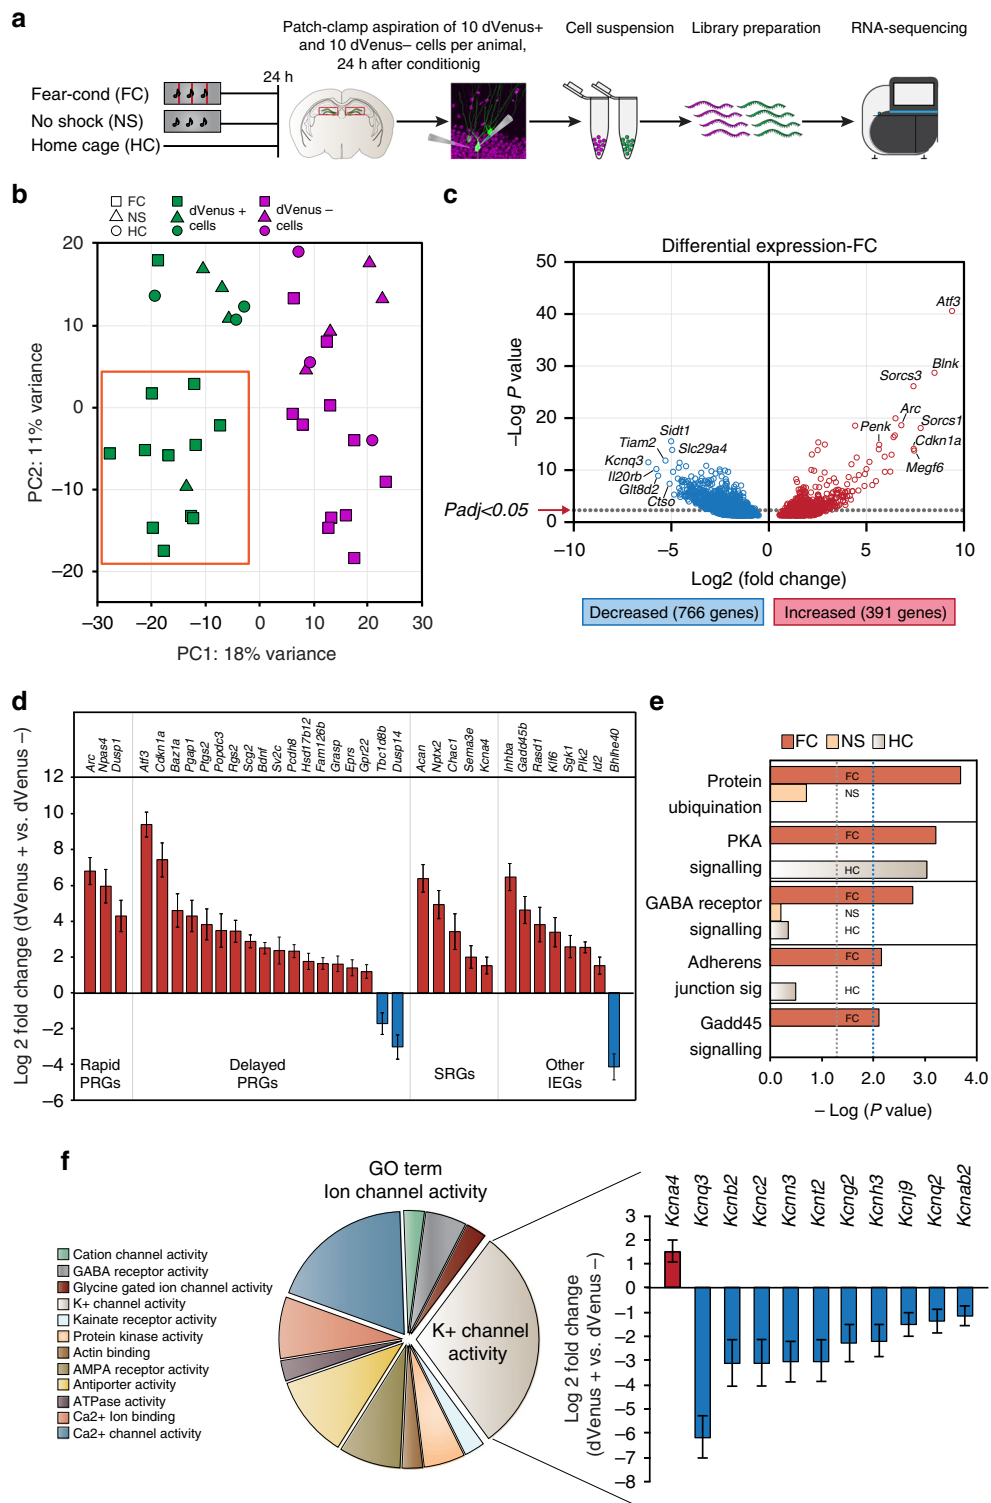 a
Patch-clamp aspiration of 10 dVenus+
and 10 dVenus– cells per animal,
24 h after conditionig
Cell suspension
Library preparation
RNA-sequencing
24 h
Fear-cond (FC)
No shock (NS)
Home cage (HC)
b
FC
NS
HC
dVenus +
cells
dVenus –
cells
20
10
0
–10
–20
PC2: 11% variance
–30
–20
–10
0
10
20
30
PC1: 18% variance
c
Differential expression-FC
50
40
30
20
10
0
–Log P value
Atf3
Blnk
Sorcs3
Arc
Sorcs1
Penk
Cdkn1a
Megf6
Sidt1
Tiam2
Slc29a4
Kcnq3
Il20rb
Glt8d2
Ctso
Padj<0.05
–10
–5
0
5
10
Log2 (fold change)
Decreased (766 genes)
Increased (391 genes)
d
Arc
Npas4
Dusp1
Atf3
Cdkn1a
Baz1a
Pgap1
Ptgs2
Popdc3
Rgs2
Scg2
Bdnf
Sv2c
Pcdh8
Hsd17b12
Fam126b
Grasp
Eprs
Gpr22
Tbc1d8b
Dusp14
Acan
Nptx2
Chac1
Sema3e
Kcna4
Inhba
Gadd45b
Rasd1
Klf6
Sgk1
Plk2
Id2
Bhlhe40
12
10
8
6
4
2
0
–2
–4
–6
Log 2 fold change (dVenus + vs. dVenus –)
Rapid
PRGs
Delayed
PRGs
SRGs
Other
IEGs
e
FC
NS
HC
Protein
ubiquination
FC
NS
PKA
signalling
FC
HC
GABA receptor
signalling
FC
NS
HC
Adherens
junction sig
FC
HC
Gadd45
signalling
FC
0.0
1.0
2.0
3.0
4.0
– Log (P value)
f
GO term
Ion channel activity
Cation channel activity
GABA receptor activity
Glycine gated ion channel activity
K+ channel activity
Kainate receptor activity
Protein kinase activity
Actin binding
AMPA receptor activity
Antiporter activity
ATPase activity
Ca2+ Ion binding
Ca2+ channel activity
K+ channel
activity
Kcna4
Kcnq3
Kcnb2
Kcnc2
Kcnn3
Kcnt2
Kcng2
Kcnh3
Kcnj9
Kcnq2
Kcnab2
3
2
1
0
–1
–2
–3
–4
–5
–6
–7
–8
Log 2 fold change
(dVenus + vs. dVenus –)